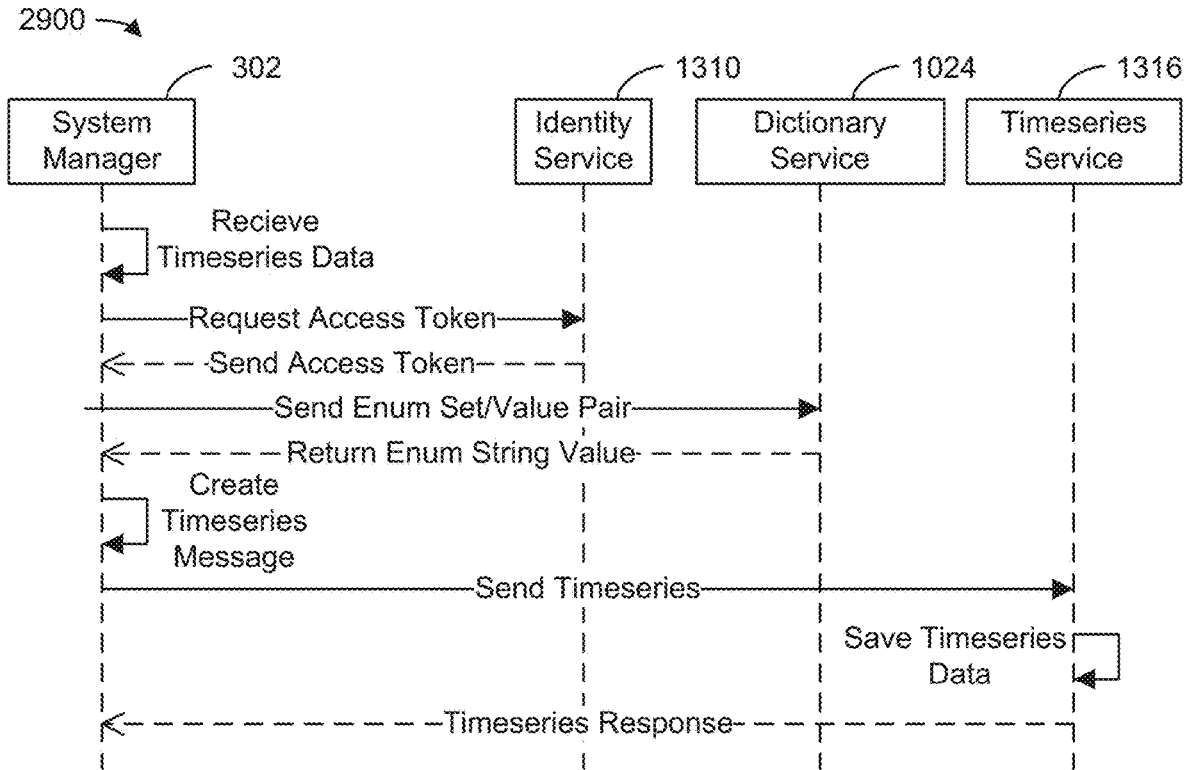 2900
302
1310
1024
1316
System
Manager
Identity
Service
Dictionary
Service
Timeseries
Service
Recieve
Timeseries Data
Request Access Token
Send Access Token
Send Enum Set/Value Pair
Return Enum String Value
Create
Timeseries
Message
Send Timeseries
Save Timeseries
Data
Timeseries Response